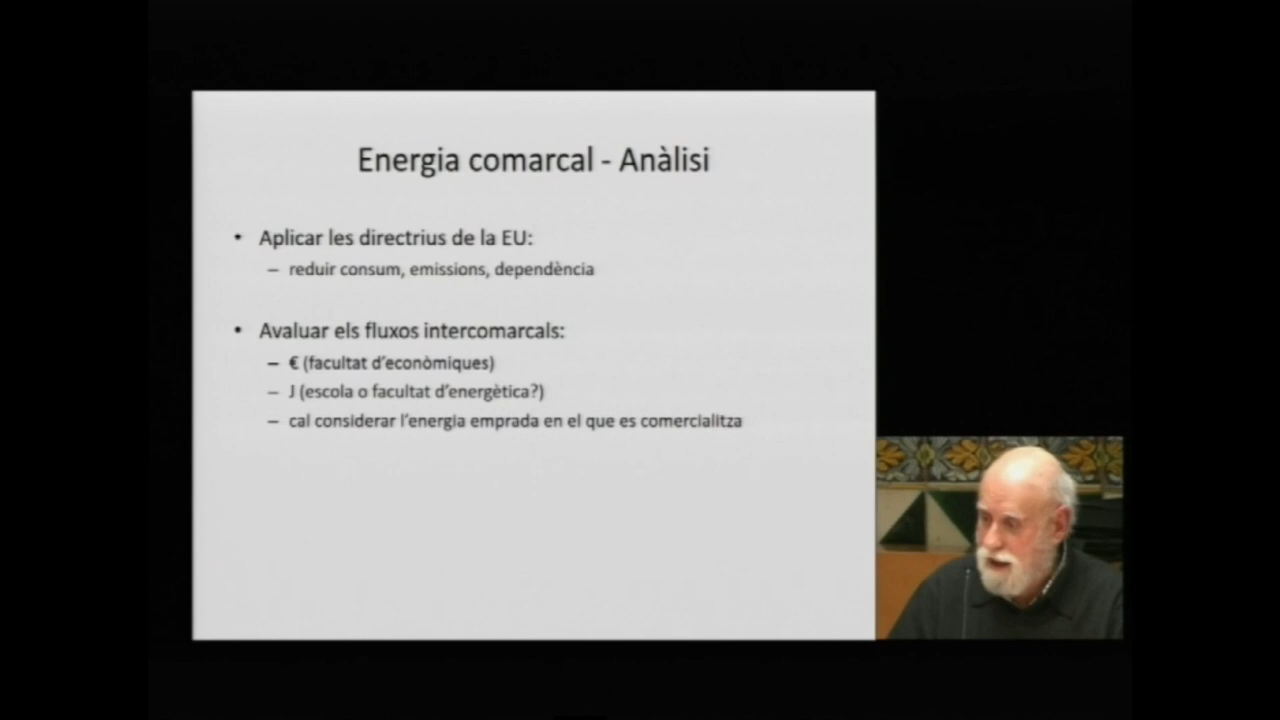 Energia comarcal - Anàlisi
• Aplicar les directrius de la EU:
– reduir consum, emissions, dependència
• Avaluar els fluxos intercomarcals:
– € (facultat d'econòmiques)
– J (escola o facultat d'energètica?)
– cal considerar l'energia emprada en el que es comercialitza